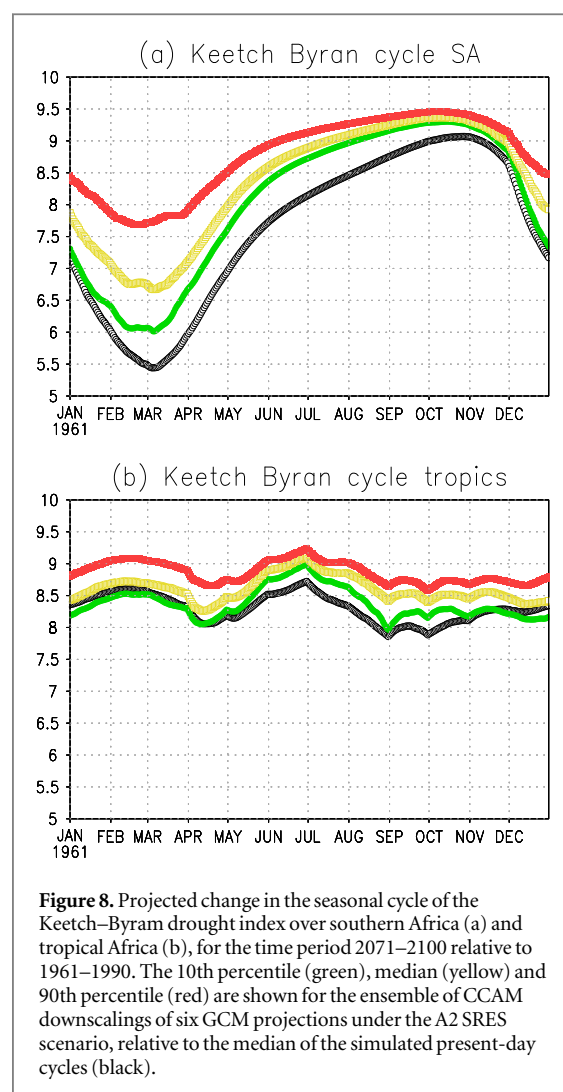 (a) Keetch Byran cycle SA
10
9.5
9
8.5
8
7.5
7
6.5
6
5.5
5
JAN FEB MAR APR MAY JUN JUL AUG SEP OCT NOV DEC
1961
(b) Keetch Byran cycle tropics
10
9.5
9
8.5
8
7.5
7
6.5
6
5.5
5
JAN FEB MAR APR MAY JUN JUL AUG SEP OCT NOV DEC
1961
Figure 8. Projected change in the seasonal cycle of the
Keetch–Byram drought index over southern Africa (a) and
tropical Africa (b), for the time period 2071–2100 relative to
1961–1990. The 10th percentile (green), median (yellow) and
90th percentile (red) are shown for the ensemble of CCAM
downscalings of six GCM projections under the A2 SRES
scenario, relative to the median of the simulated present-day
cycles (black).